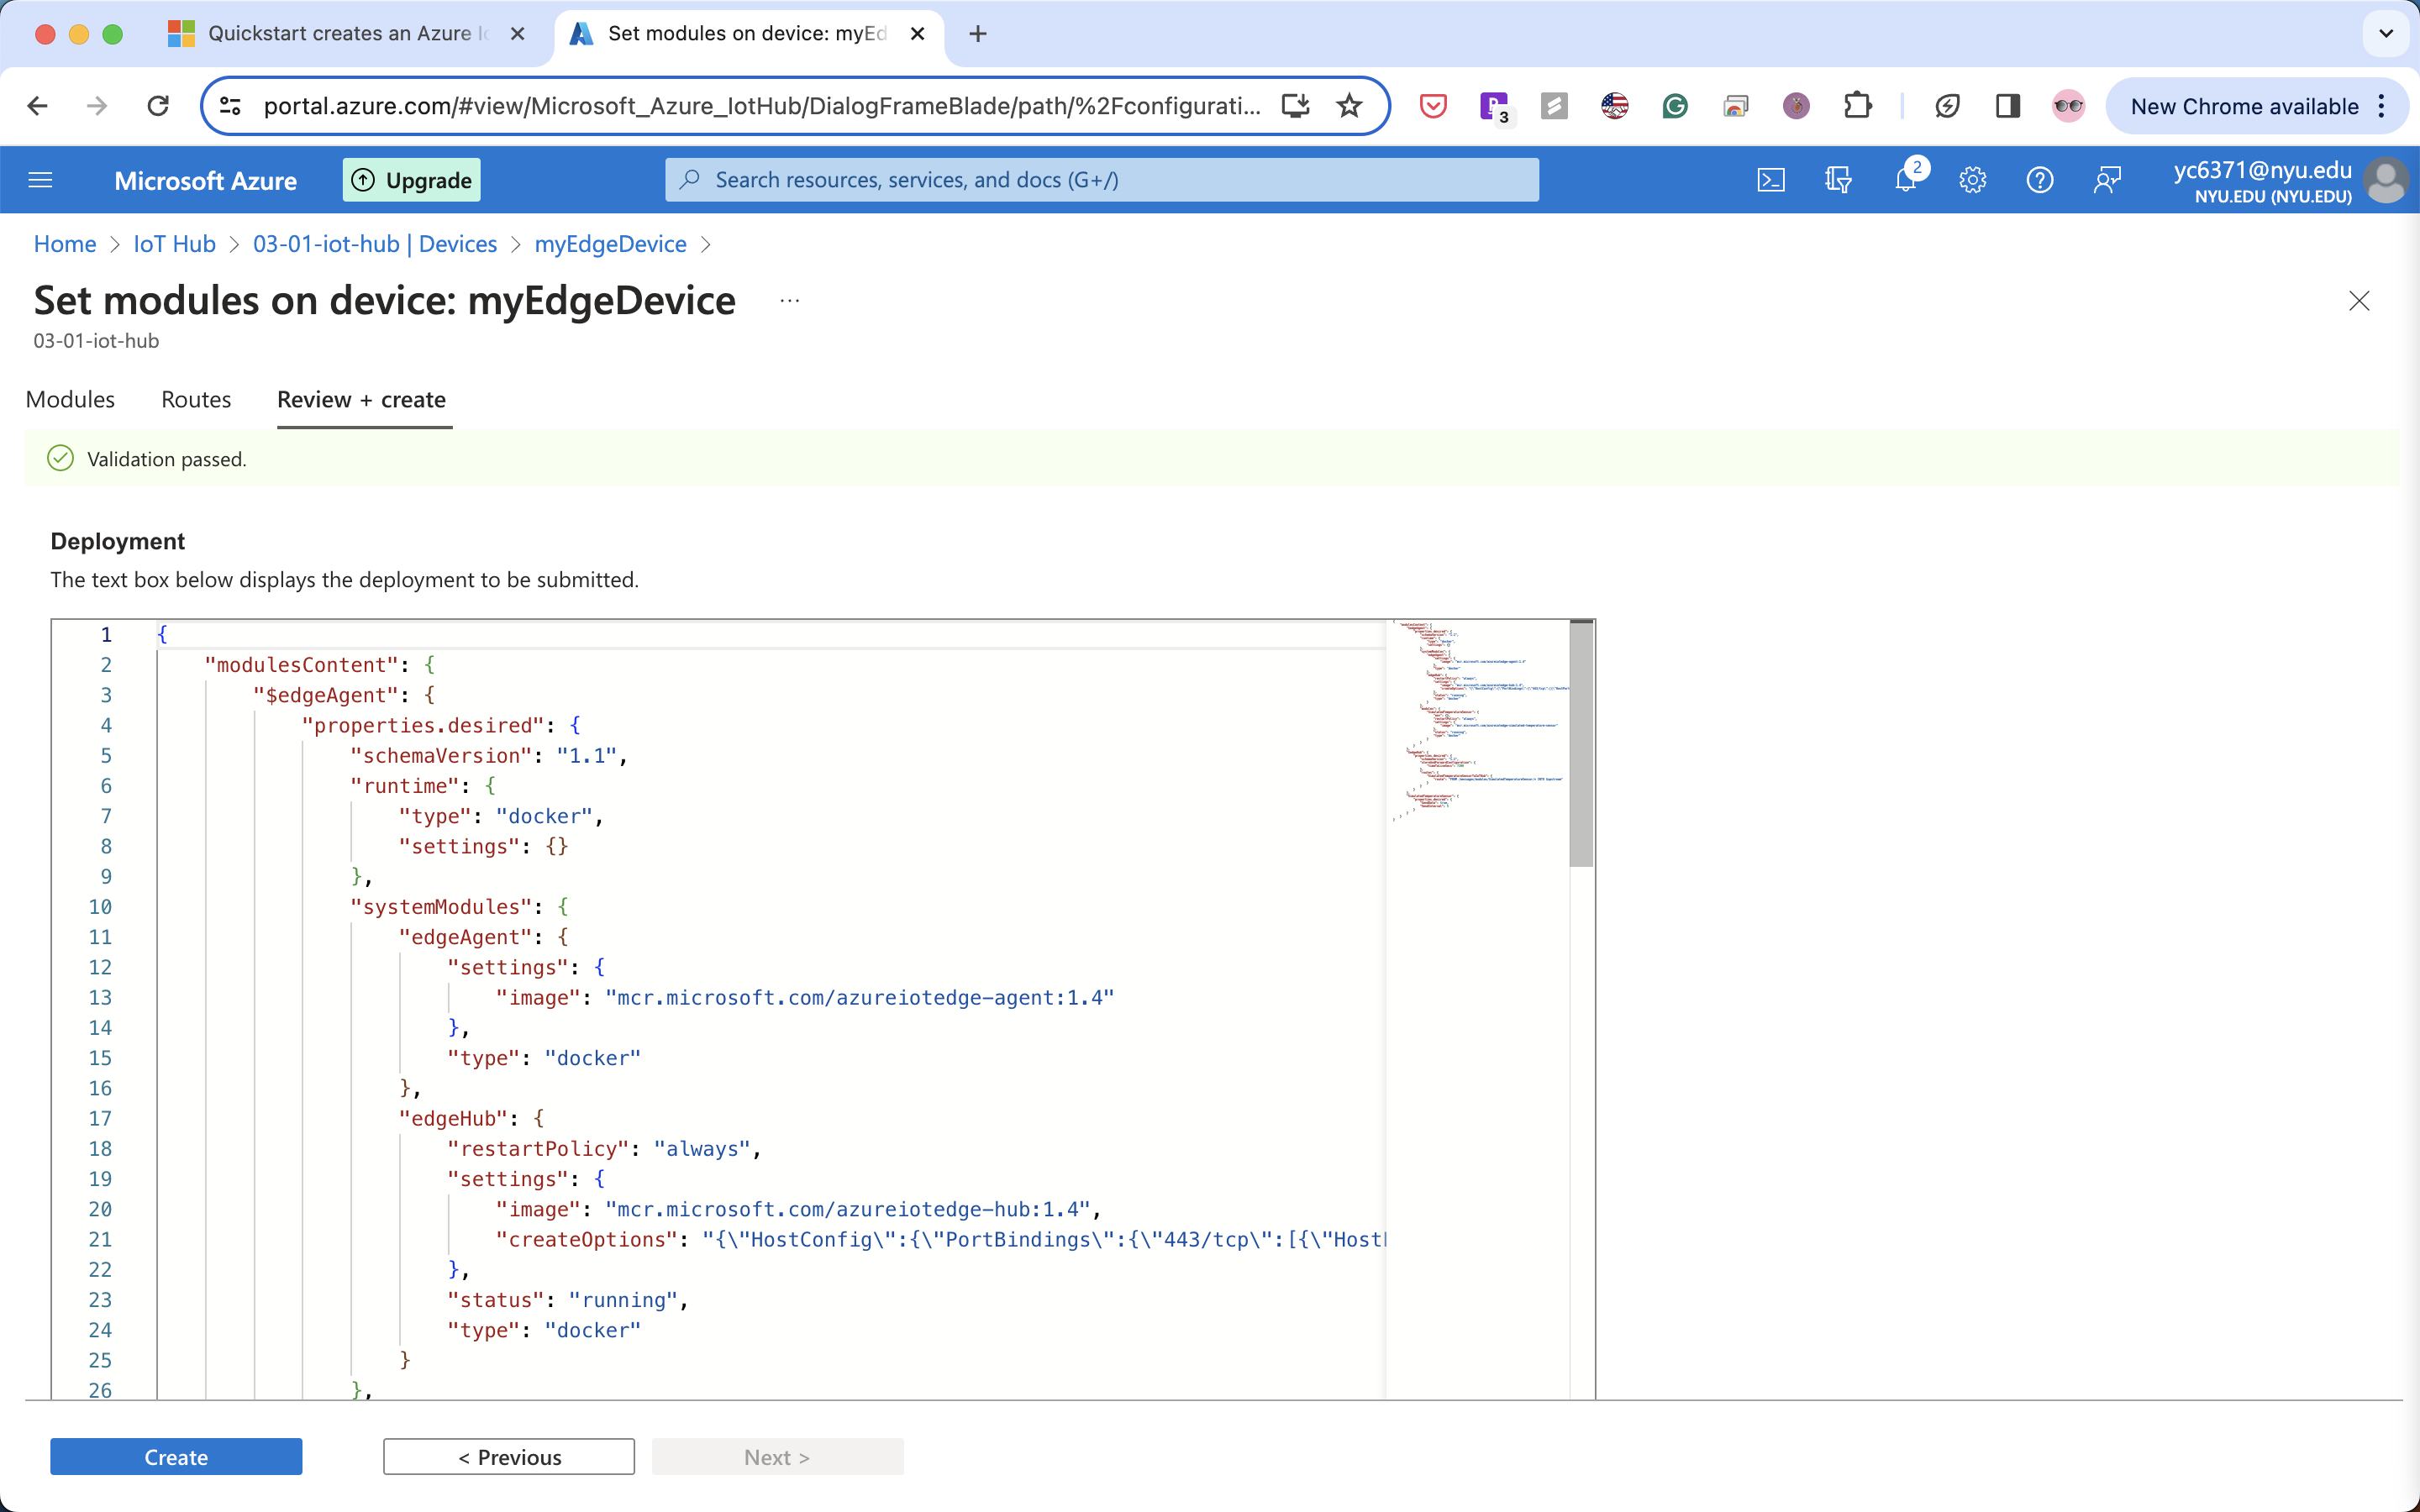 Quickstart creates an Azure
Set modules on device: myEd
portal.azure.com/#view/Microsoft_Azure_IotHub/DialogFrameBlade/path/%2Fconfigurati...
3
New Chrome available
Microsoft Azure
Upgrade
Search resources, services, and docs (G+/)
2
yc6371@nyu.edu
NYU.EDU (NYU.EDU)
Home > IoT Hub > 03-01-iot-hub | Devices > myEdgeDevice >
Set modules on device: myEdgeDevice ...
03-01-iot-hub
Modules Routes Review + create
Validation passed.
Deployment
The text box below displays the deployment to be submitted.
1 {
2 "modulesContent": {
3 "$edgeAgent": {
4 "properties.desired": {
5 "schemaVersion": "1.1",
6 "runtime": {
7 "type": "docker",
8 "settings": {}
9 },
10 "systemModules": {
11 "edgeAgent": {
12 "settings": {
13 "image": "mcr.microsoft.com/azureiotedge-agent:1.4"
14 },
15 "type": "docker"
16 },
17 "edgeHub": {
18 "restartPolicy": "always",
19 "settings": {
20 "image": "mcr.microsoft.com/azureiotedge-hub:1.4",
21 "createOptions": "{\"HostConfig\":{\"PortBindings\":{\"443/tcp\":[{\"Host
22 },
23 "status": "running",
24 "type": "docker"
25 }
26 },
Create < Previous Next >